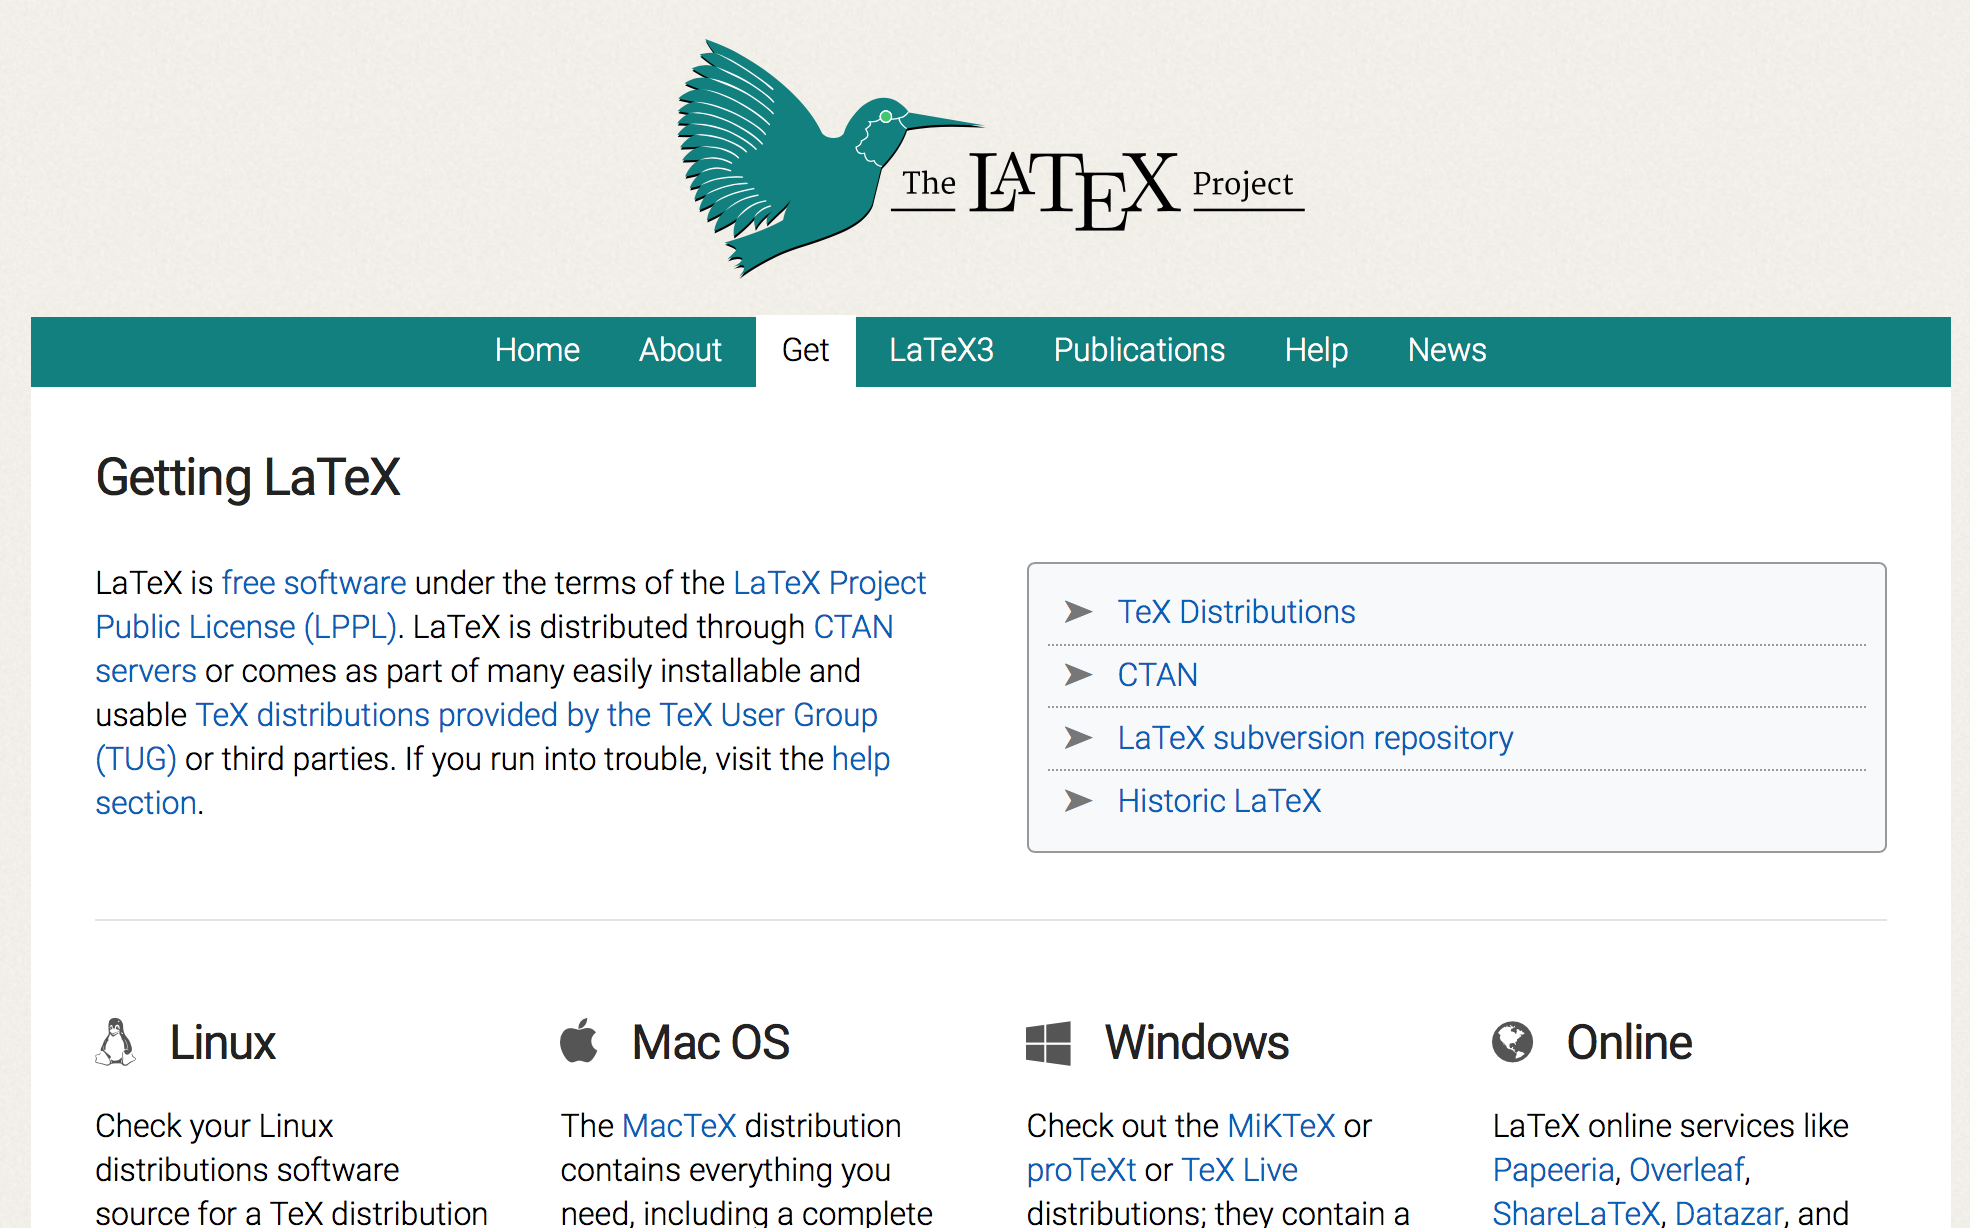 The LATEX Project
Home About Get LaTeX3 Publications Help News
Getting LaTeX
LaTeX is free software under the terms of the LaTeX Project
Public License (LPPL). LaTeX is distributed through CTAN
servers or comes as part of many easily installable and
usable TeX distributions provided by the TeX User Group
(TUG) or third parties. If you run into trouble, visit the help
section.
TeX Distributions
CTAN
LaTeX subversion repository
Historic LaTeX
Linux
Check your Linux
distributions software
source for a TeX distribution
Mac OS
The MacTeX distribution
contains everything you
need, including a complete
Windows
Check out the MiKTeX or
proTeXt or TeX Live
distributions; they contain a
Online
LaTeX online services like
Papeeria, Overleaf,
ShareLaTeX, Datazar, and